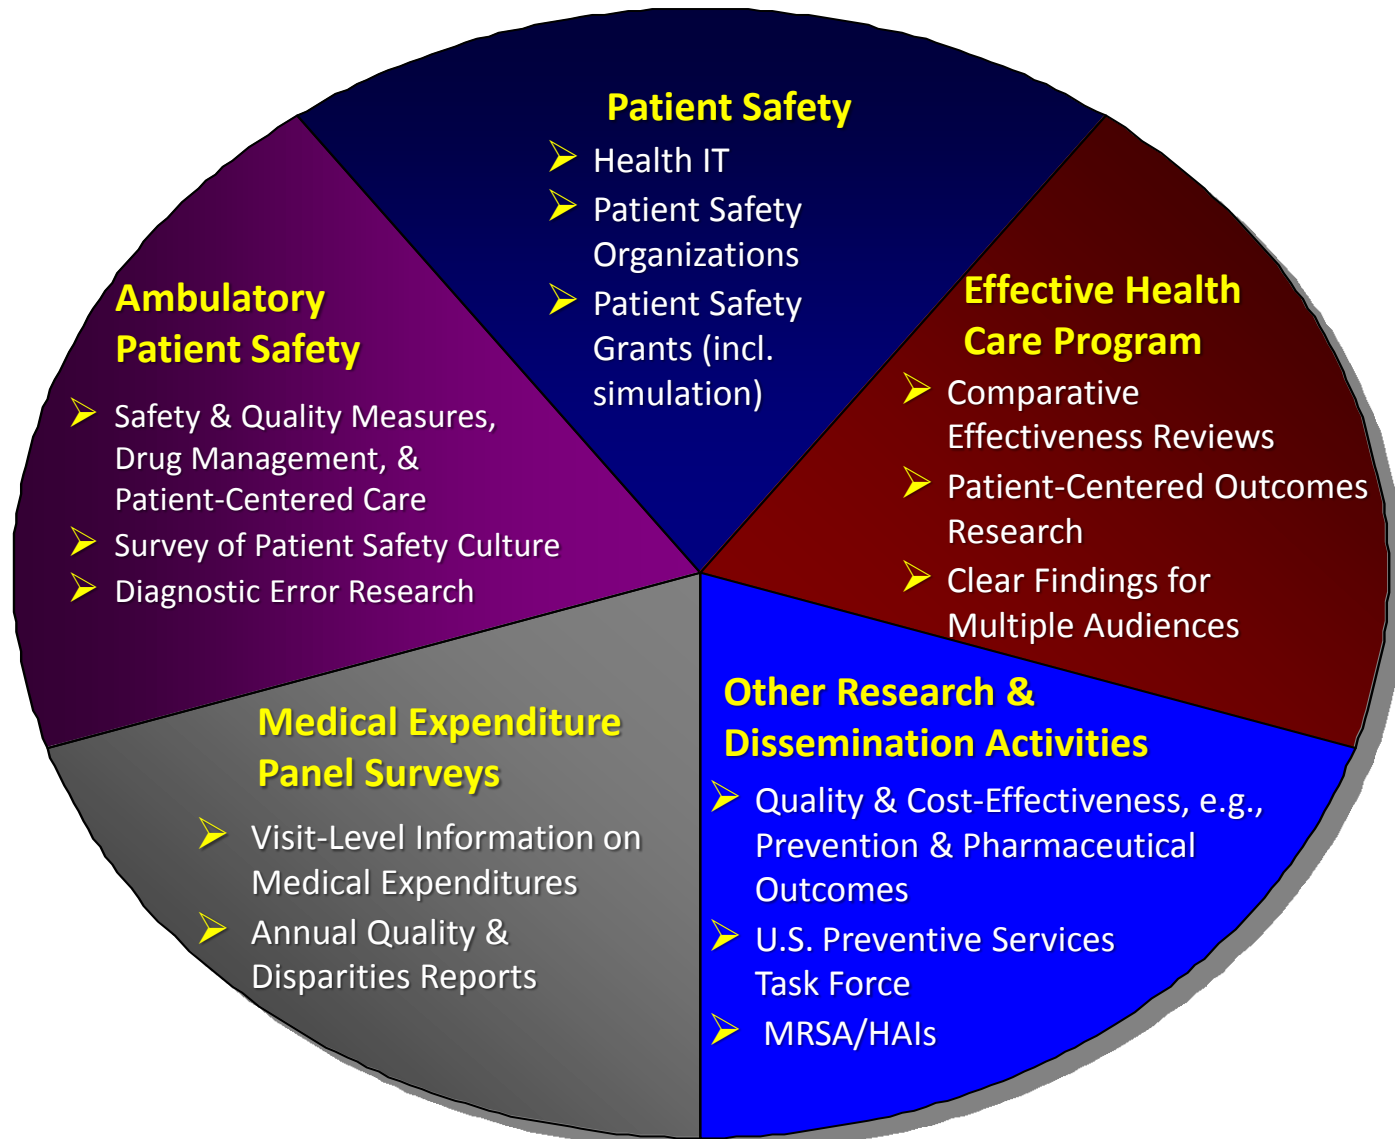 Patient Safety
Health IT
Patient Safety
Organizations
Patient Safety
Grants (incl.
simulation)
Effective Health
Care Program
Comparative
Effectiveness Reviews
Patient-Centered Outcomes
Research
Clear Findings for
Multiple Audiences
Other Research &
Dissemination Activities
Quality & Cost-Effectiveness, e.g.,
Prevention & Pharmaceutical
Outcomes
U.S. Preventive Services
Task Force
MRSA/HAIs
Medical Expenditure
Panel Surveys
Visit-Level Information on
Medical Expenditures
Annual Quality &
Disparities Reports
Ambulatory
Patient Safety
Safety & Quality Measures,
Drug Management, &
Patient-Centered Care
Survey of Patient Safety Culture
Diagnostic Error Research